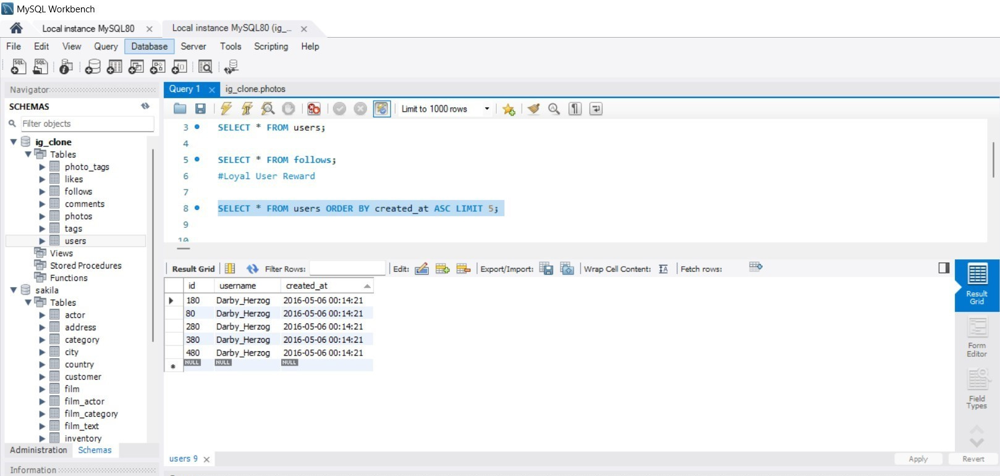 MySQL Workbench
Local instance MySQL80
Local instance MySQL80 (ig_...
File Edit View Query Database Server Tools Scripting Help
Navigator
SCHEMAS
Filter objects
ig_clone
Tables
photo_tags
likes
follows
comments
photos
tags
users
Views
Stored Procedures
Functions
sakila
Tables
actor
address
category
city
country
customer
film
film_actor
film_category
film_text
inventory
Administration Schemas
Information
Query 1
ig_clone.photos
Limit to 1000 rows
3 SELECT * FROM users;
4
5 SELECT * FROM follows;
6 #Loyal User Reward
7
8 SELECT * FROM users ORDER BY created_at ASC LIMIT 5;
9
10
Result Grid Filter Rows: Edit: Export/Import: Wrap Cell Content: Fetch rows:
id username created_at
180 Darby_Herzog 2016-05-06 00:14:21
80 Darby_Herzog 2016-05-06 00:14:21
280 Darby_Herzog 2016-05-06 00:14:21
380 Darby_Herzog 2016-05-06 00:14:21
480 Darby_Herzog 2016-05-06 00:14:21
NULL NULL NULL
Result
Grid
Form
Editor
Field
Types
users 9
Apply Revert